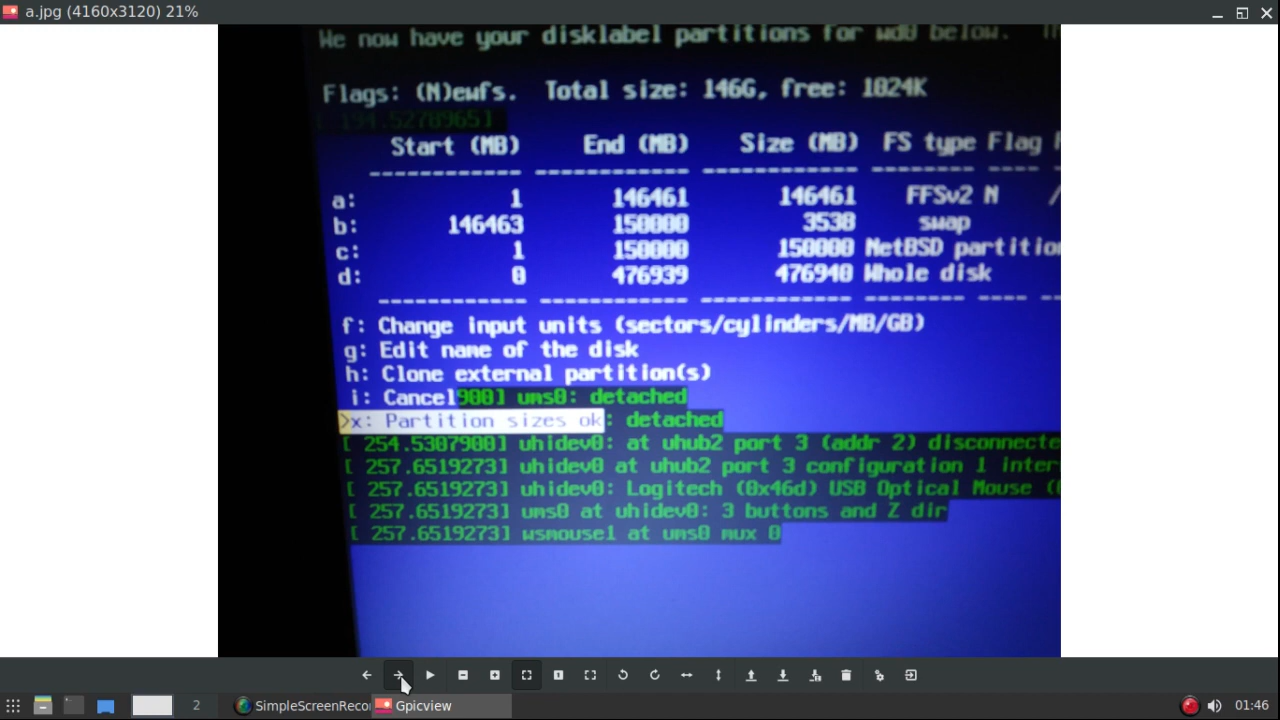 a.jpg (4160x3120) 21%
We now have your disklabel partitions for wd0 below.
Flags: (N)ewfs. Total size: 146G, free: 1024K
[ 194.5278965]
Start (MB) End (MB) Size (MB) FS type Flag
a: 1 146461 146461 FFSv2 N /
b: 146463 150000 3538 swap
c: 1 150000 150000 NetBSD partitio
d: 0 476939 476940 Whole disk
f: Change input units (sectors/cylinders/MB/GB)
g: Edit name of the disk
h: Clone external partition(s)
i: Cancel900] ums0: detached
>x: Partition sizes ok: detached
[ 254.5307900] uhidev0: at uhub2 port 3 (addr 2) disconnecte
[ 257.6519273] uhidev0 at uhub2 port 3 configuration 1 inter
[ 257.6519273] uhidev0: Logitech (0x46d) USB Optical Mouse (
[ 257.6519273] ums0 at uhidev0: 3 buttons and Z dir
[ 257.6519273] wsmouse1 at ums0 mux 0
2 SimpleScreenReco Gpicview 01:46